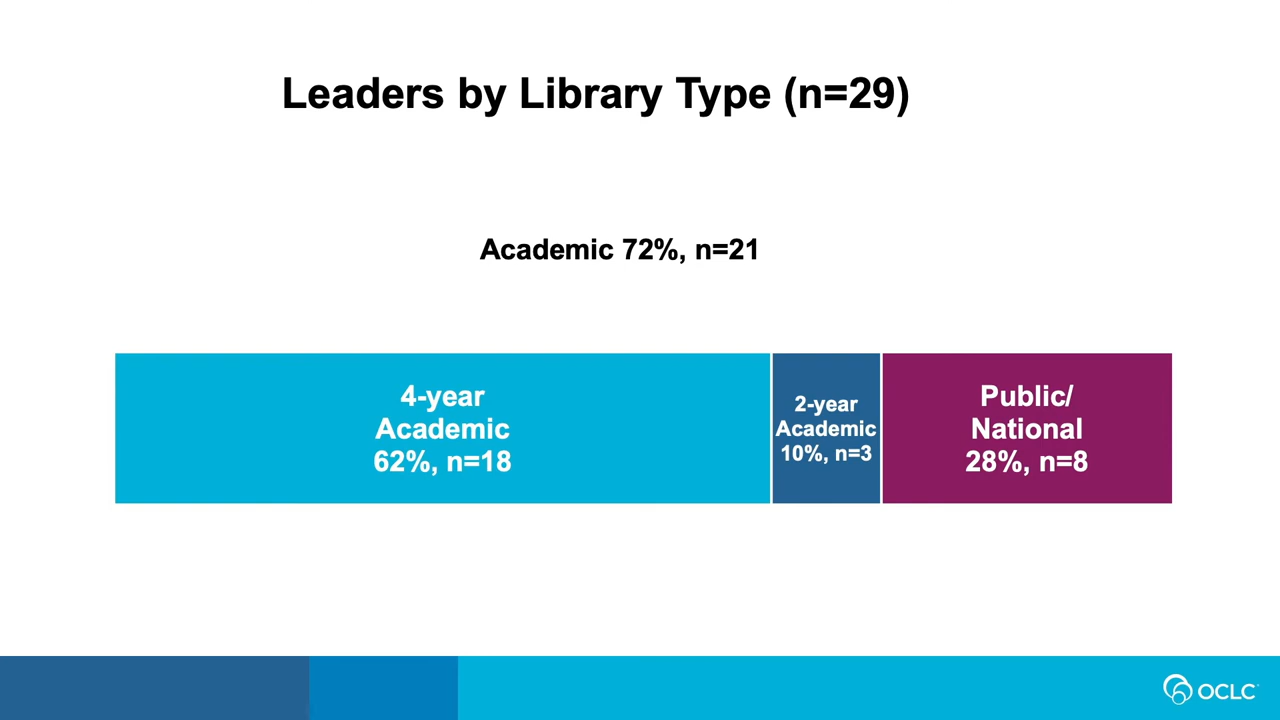 Leaders by Library Type (n=29)
Academic 72%, n=21
4-year
Academic
62%, n=18
2-year
Academic
10%, n=3
Public/
National
28%, n=8
OCLC